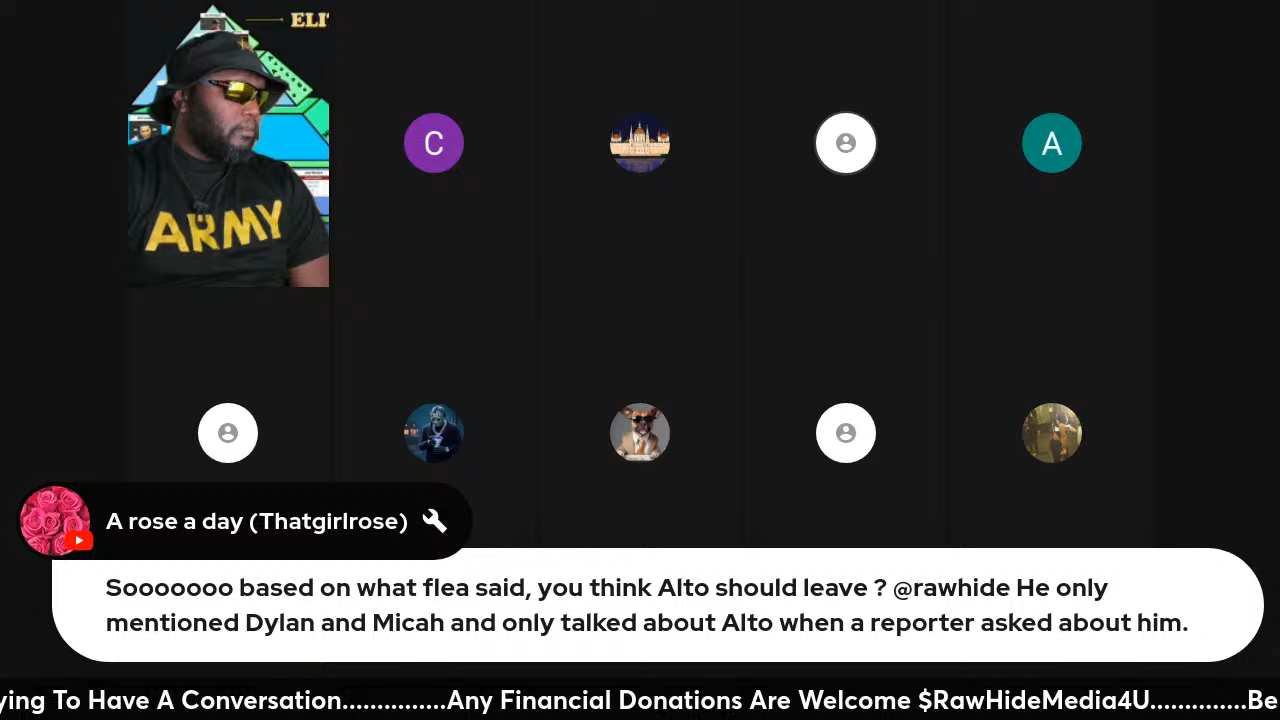 ELI
ARMY
C
A
A rose a day (Thatgirlrose)
Sooooooo based on what flea said, you think Alto should leave ? @rawhide He only
mentioned Dylan and Micah and only talked about Alto when a reporter asked about him.
ying To Have A Conversation...............Any Financial Donations Are Welcome $RawHideMedia4U..............Be